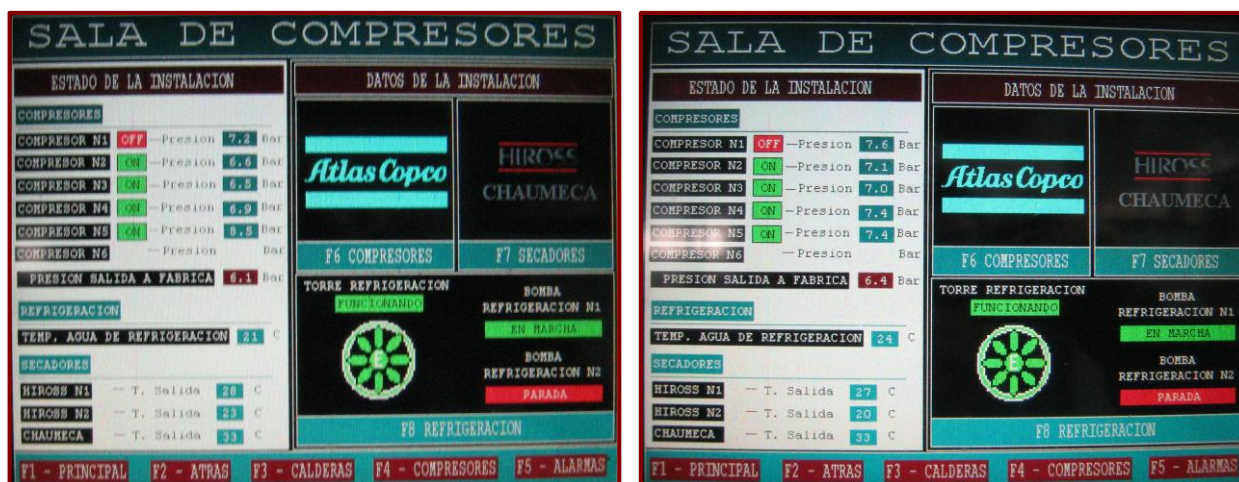 SALA DE COMPRESORES
ESTADO DE LA INSTALACION
COMPRESORES
COMPRESOR N1 OFF —Presion 7.2 Bar
COMPRESOR N2 ON —Presion 6.6 Bar
COMPRESOR N3 ON —Presion 6.5 Bar
COMPRESOR N4 ON —Presion 6.9 Bar
COMPRESOR N5 ON —Presion 8.5 Bar
COMPRESOR N6 —Presion Bar
PRESION SALIDA A FABRICA 6.1 Bar
REFRIGERACION
TEMP. AGUA DE REFRIGERACION 21 C
SECADORES
HIROSS N1 — T. Salida 28 C
HIROSS N2 — T. Salida 23 C
CHAUMECA — T. Salida 33 C
DATOS DE LA INSTALACION
Atlas Copco
HIROSS
CHAUMECA
F6 COMPRESORES
F7 SECADORES
TORRE REFRIGERACION
FUNCIONANDO
E
BOMBA
REFRIGERACION N1
EN MARCHA
BOMBA
REFRIGERACION N2
PARADA
F8 REFRIGERACION
F1 - PRINCIPAL F2 - ATRAS F3 - CALDERAS F4 - COMPRESORES F5 - ALARMAS
SALA DE COMPRESORES
ESTADO DE LA INSTALACION
COMPRESORES
COMPRESOR N1 OFF —Presion 7.6 Bar
COMPRESOR N2 ON —Presion 7.1 Bar
COMPRESOR N3 ON —Presion 7.0 Bar
COMPRESOR N4 ON —Presion 7.4 Bar
COMPRESOR N5 ON —Presion 7.4 Bar
COMPRESOR N6 —Presion Bar
PRESION SALIDA A FABRICA 6.4 Bar
REFRIGERACION
TEMP. AGUA DE REFRIGERACION 24 C
SECADORES
HIROSS N1 — T. Salida 27 C
HIROSS N2 — T. Salida 20 C
CHAUMECA — T. Salida 33 C
DATOS DE LA INSTALACION
Atlas Copco
HIROSS
CHAUMECA
F6 COMPRESORES
F7 SECADORES
TORRE REFRIGERACION
FUNCIONANDO
E
BOMBA
REFRIGERACION N1
EN MARCHA
BOMBA
REFRIGERACION N2
PARADA
F8 REFRIGERACION
F1 - PRINCIPAL F2 - ATRAS F3 - CALDERAS F4 - COMPRESORES F5 - ALARMAS